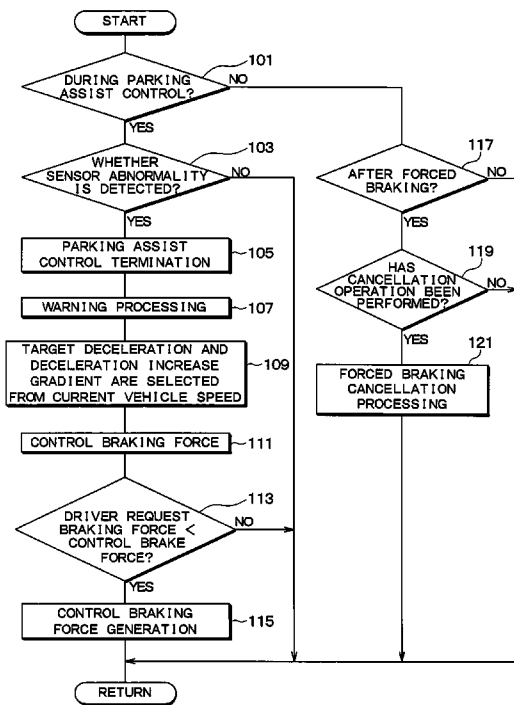 START
DURING PARKING
ASSIST CONTROL?
101
NO
YES
WHETHER
SENSOR ABNORMALITY
IS DETECTED?
103
NO
YES
PARKING ASSIST
CONTROL TERMINATION
105
WARNING PROCESSING
107
TARGET DECELERATION AND
DECELERATION INCREASE
GRADIENT ARE SELECTED
FROM CURRENT VEHICLE SPEED
109
CONTROL BRAKING FORCE
111
DRIVER REQUEST
BRAKING FORCE <
CONTROL BRAKE
FORCE?
113
NO
YES
CONTROL BRAKING
FORCE GENERATION
115
RETURN
AFTER FORCED
BRAKING?
117
NO
YES
HAS
CANCELLATION
OPERATION BEEN
PERFORMED?
119
NO
YES
FORCED BRAKING
CANCELLATION
PROCESSING
121